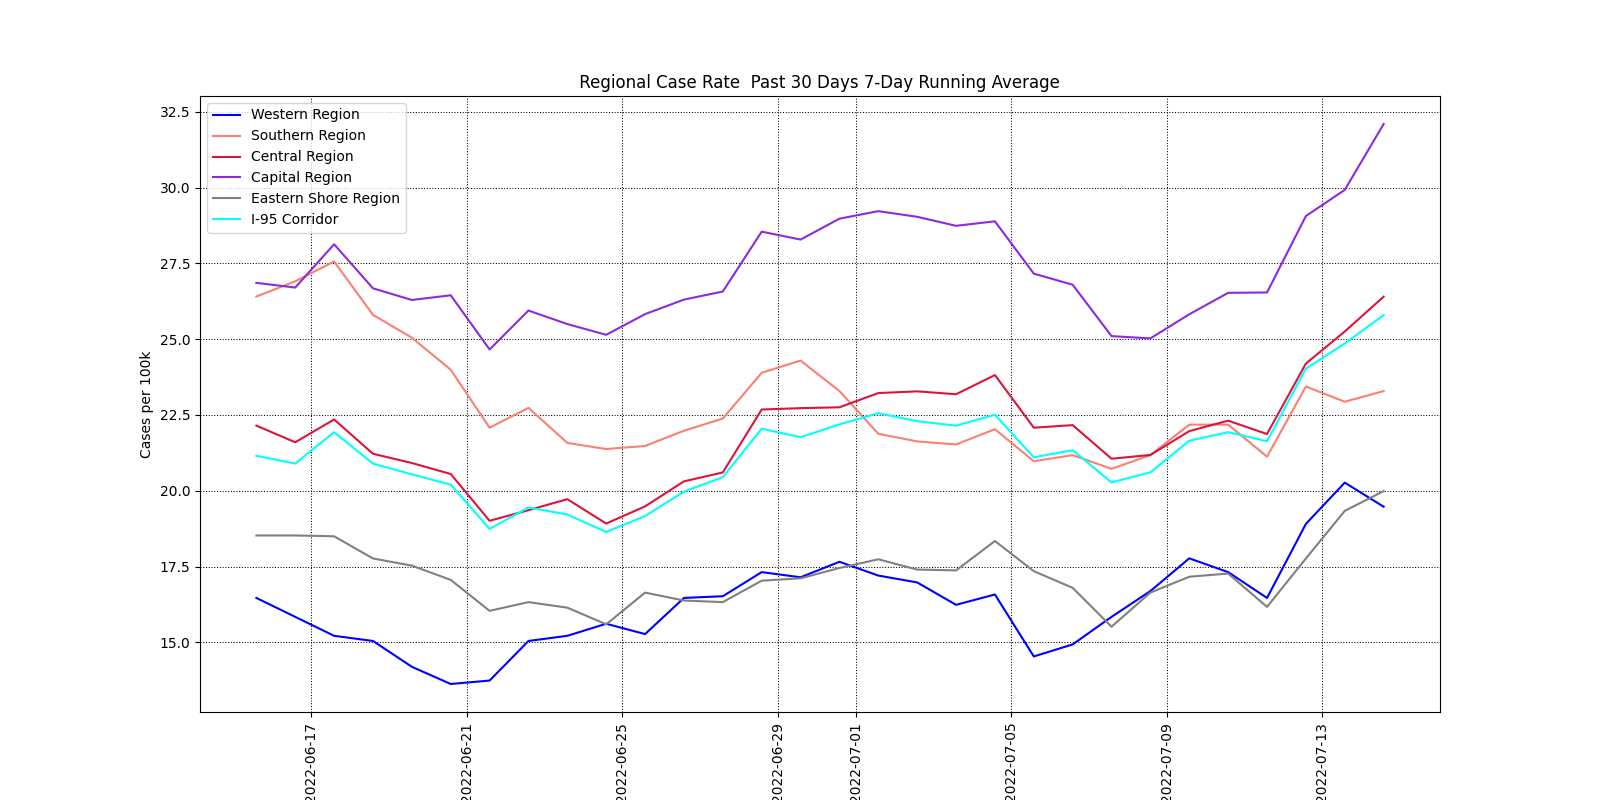 Regional Case Rate  Past 30 Days 7-Day Running Average
Western Region
Southern Region
Central Region
Capital Region
Eastern Shore Region
I-95 Corridor
Cases per 100k
32.5
30.0
27.5
25.0
22.5
20.0
17.5
15.0
2022-06-17
2022-06-21
2022-06-25
2022-06-29
2022-07-01
2022-07-05
2022-07-09
2022-07-13